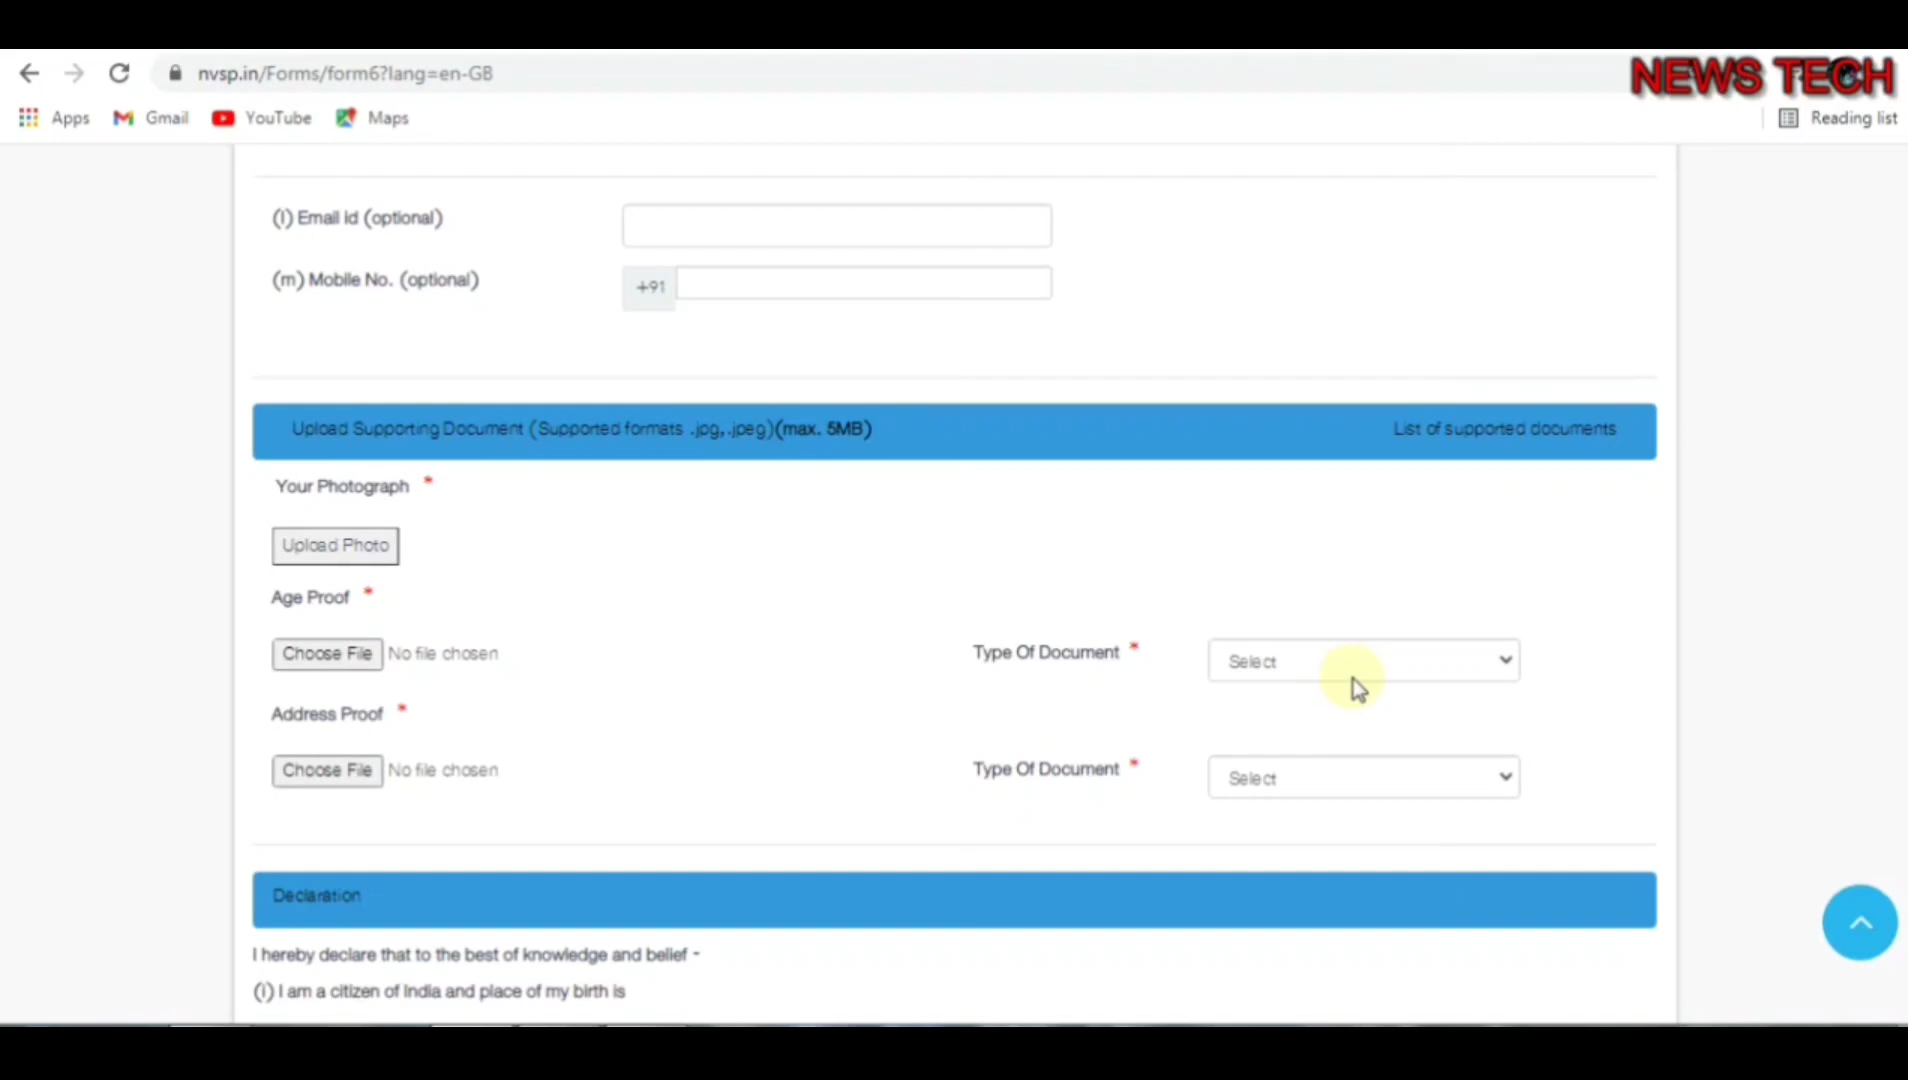 nvsp.in/Forms/form6?lang=en-GB
NEWS TECH
Apps Gmail YouTube Maps Reading list
(l) Email id (optional)
(m) Mobile No. (optional) +91
Upload Supporting Document (Supported formats .jpg,.jpeg)(max. 5MB) List of supported documents
Your Photograph *
Upload Photo
Age Proof *
Choose File No file chosen Type Of Document * Select
Address Proof *
Choose File No file chosen Type Of Document * Select
Declaration
I hereby declare that to the best of knowledge and belief -
(i) I am a citizen of India and place of my birth is